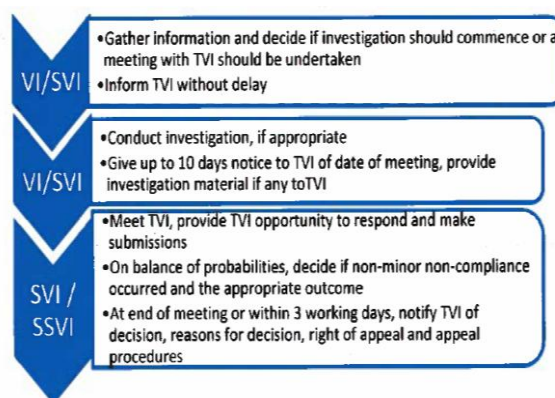 VI/SVI
•Gather information and decide if investigation should commence or a
meeting with TVI should be undertaken
•Inform TVI without delay
VI/SVI
•Conduct investigation, if appropriate
•Give up to 10 days notice to TVI of date of meeting, provide
investigation material if any toTVI
SVI /
SSVI
•Meet TVI, provide TVI opportunity to respond and make
submissions
•On balance of probabilities, decide if non-minor non-compliance
occurred and the appropriate outcome
•At end of meeting or within 3 working days, notify TVI of
decision, reasons for decision, right of appeal and appeal
procedures